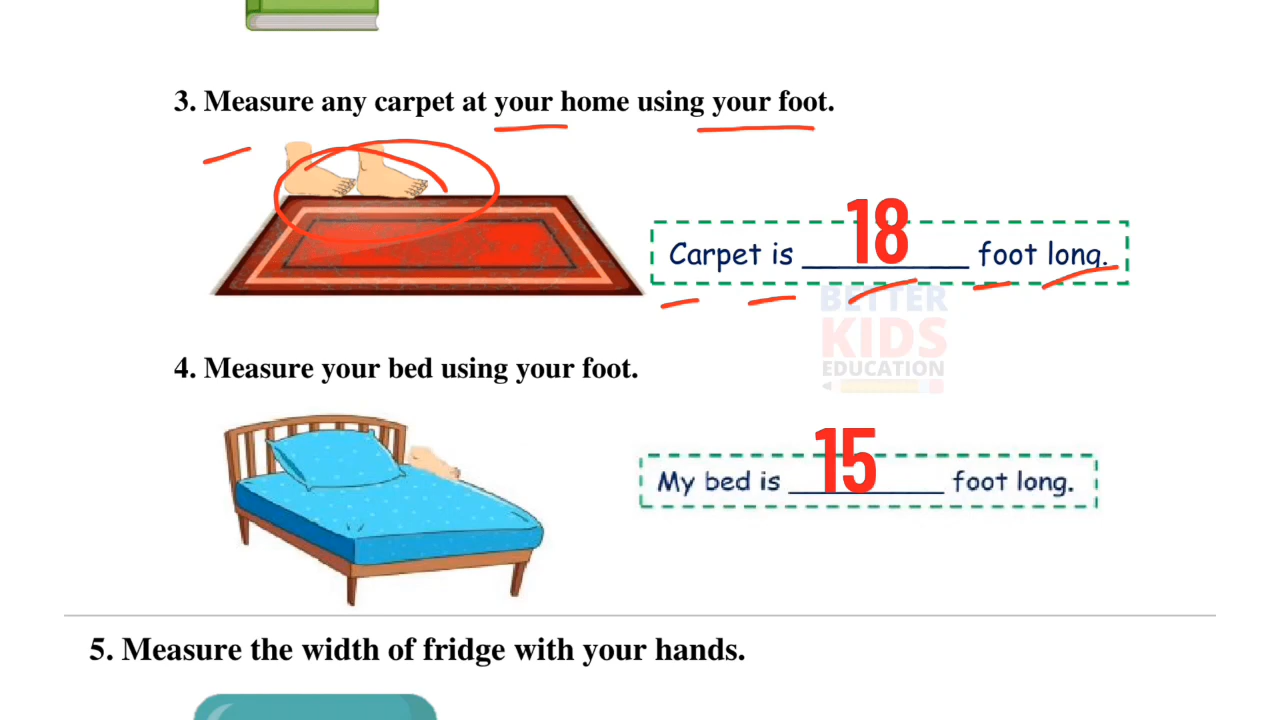 3. Measure any carpet at your home using your foot.
Carpet is 18 foot long.
BETTER
KIDS
EDUCATION
4. Measure your bed using your foot.
My bed is 15 foot long.
5. Measure the width of fridge with your hands.